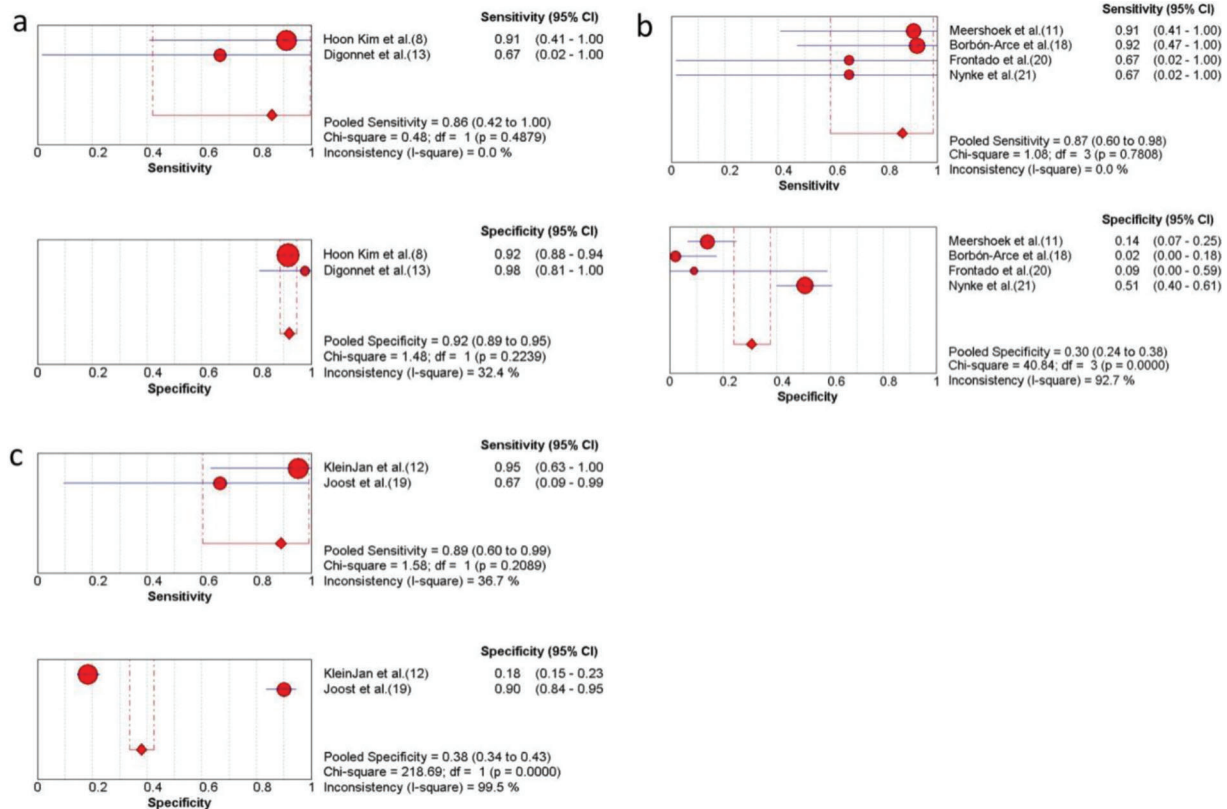 a
Sensitivity (95% CI)
Hoon Kim et al.(8) 0.91 (0.41 - 1.00
Digonnet et al.(13) 0.67 (0.02 - 1.00
Pooled Sensitivity = 0.86 (0.42 to 1.00)
Chi-square = 0.48; df = 1 (p = 0.4879)
Inconsistency (I-square) = 0.0 %
0 0.2 0.4 0.6 0.8 1
Sensitivity
Specificity (95% CI)
Hoon Kim et al.(8) 0.92 (0.88 - 0.94
Digonnet et al.(13) 0.98 (0.81 - 1.00
Pooled Specificity = 0.92 (0.89 to 0.95)
Chi-square = 1.48; df = 1 (p = 0.2239)
Inconsistency (I-square) = 32.4 %
0 0.2 0.4 0.6 0.8 1
Specificity
b
Sensitivity (95% CI)
Meershoek et al.(11) 0.91 (0.41 - 1.00)
Borbón-Arce et al.(18) 0.92 (0.47 - 1.00)
Frontado et al.(20) 0.67 (0.02 - 1.00)
Nynke et al.(21) 0.67 (0.02 - 1.00)
Pooled Sensitivity = 0.87 (0.60 to 0.98)
Chi-square = 1.08; df = 3 (p = 0.7808)
Inconsistency (I-square) = 0.0 %
0 0.2 0.4 0.6 0.8 1
Sensitivity
Specificity (95% CI)
Meershoek et al.(11) 0.14 (0.07 - 0.25)
Borbón-Arce et al.(18) 0.02 (0.00 - 0.18)
Frontado et al.(20) 0.09 (0.00 - 0.59)
Nynke et al.(21) 0.51 (0.40 - 0.61)
Pooled Specificity = 0.30 (0.24 to 0.38)
Chi-square = 40.84; df = 3 (p = 0.0000)
Inconsistency (I-square) = 92.7 %
0 0.2 0.4 0.6 0.8 1
Specificity
c
Sensitivity (95% CI)
KleinJan et al.(12) 0.95 (0.63 - 1.00
Joost et al.(19) 0.67 (0.09 - 0.99
Pooled Sensitivity = 0.89 (0.60 to 0.99)
Chi-square = 1.58; df = 1 (p = 0.2089)
Inconsistency (I-square) = 36.7 %
0 0.2 0.4 0.6 0.8 1
Sensitivity
Specificity (95% CI)
KleinJan et al.(12) 0.18 (0.15 - 0.23
Joost et al.(19) 0.90 (0.84 - 0.95
Pooled Specificity = 0.38 (0.34 to 0.43)
Chi-square = 218.69; df = 1 (p = 0.0000)
Inconsistency (I-square) = 99.5 %
0 0.2 0.4 0.6 0.8 1
Specificity